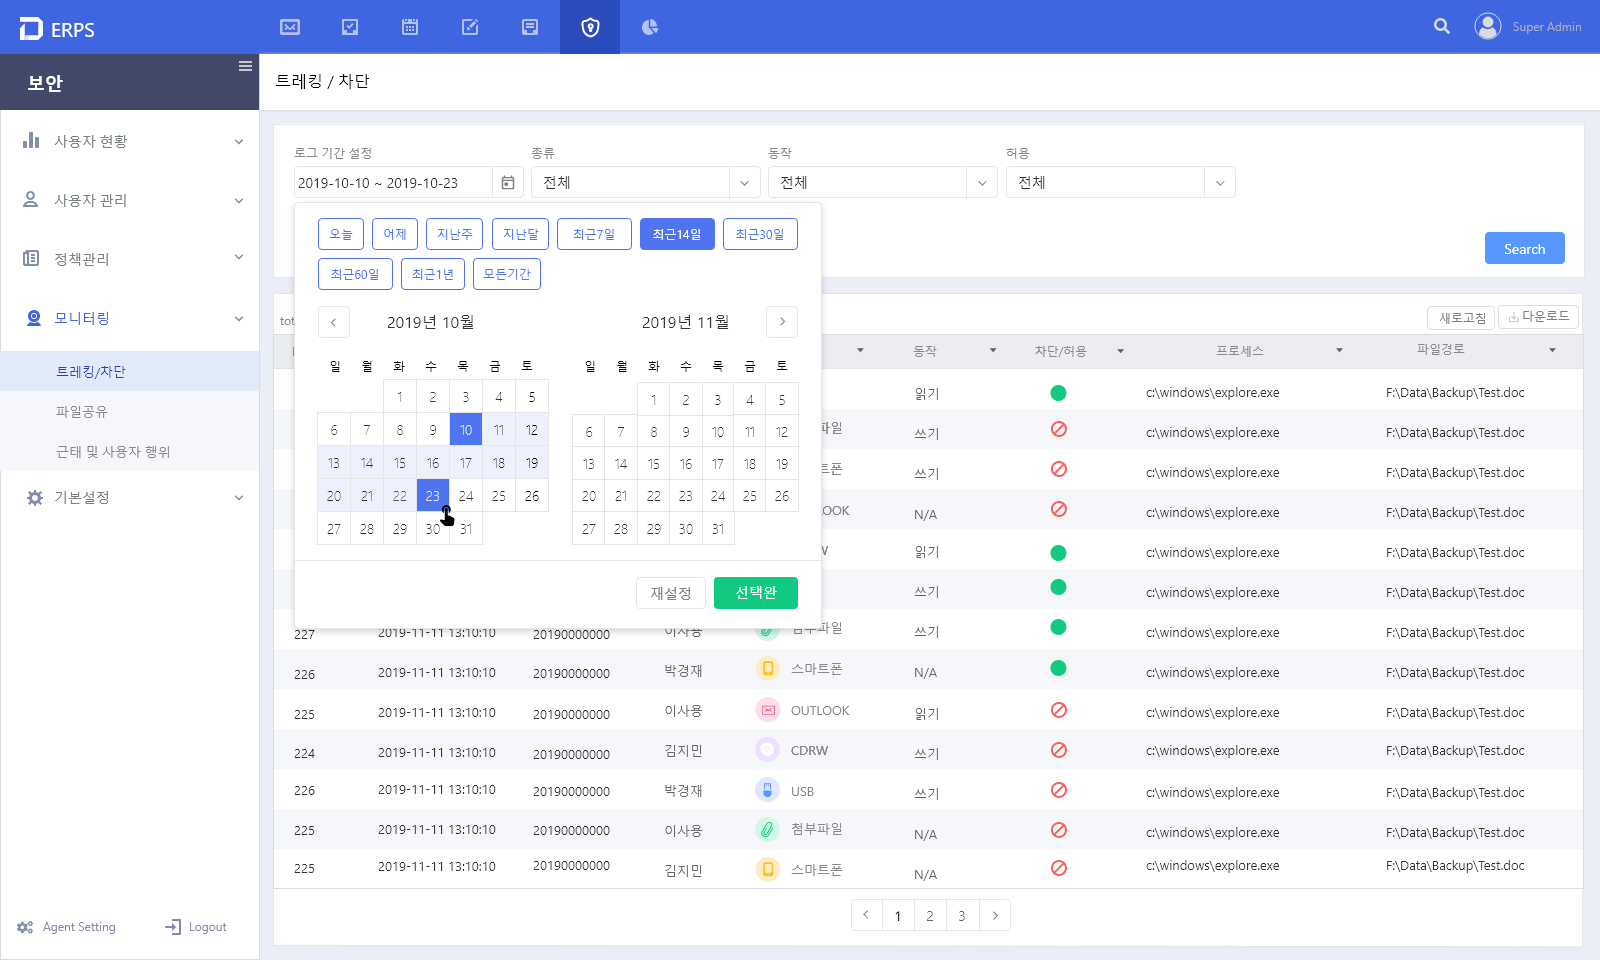 ERPS
Super Admin
보안
트레킹 / 차단
사용자 현황
사용자 관리
정책관리
모니터링
트레킹/차단
파일공유
근태 및 사용자 행위
기본설정
Agent Setting
Logout
로그 기간 설정 종류 동작 허용
2019-10-10 ~ 2019-10-23 전체 전체 전체
오늘 어제 지난주 지난달 최근7일 최근14일 최근30일
최근60일 최근1년 모든기간
Search
2019년 10월 2019년 11월
일 월 화 수 목 금 토 일 월 화 수 목 금 토
1 2 3 4 5 1 2 3 4 5
6 7 8 9 10 11 12 6 7 8 9 10 11 12
13 14 15 16 17 18 19 13 14 15 16 17 18 19
20 21 22 23 24 25 26 20 21 22 23 24 25 26
27 28 29 30 31 27 28 29 30 31
재설정 선택완
tot
새로고침 다운로드
동작 차단/허용 프로세스 파일경로
읽기 c:\windows\explore.exe F:\Data\Backup\Test.doc
파일 쓰기 c:\windows\explore.exe F:\Data\Backup\Test.doc
트폰 쓰기 c:\windows\explore.exe F:\Data\Backup\Test.doc
OOK N/A c:\windows\explore.exe F:\Data\Backup\Test.doc
W 읽기 c:\windows\explore.exe F:\Data\Backup\Test.doc
쓰기 c:\windows\explore.exe F:\Data\Backup\Test.doc
227 2019-11-11 13:10:10 20190000000 이사용 첨부파일 쓰기 c:\windows\explore.exe F:\Data\Backup\Test.doc
226 2019-11-11 13:10:10 20190000000 박경재 스마트폰 N/A c:\windows\explore.exe F:\Data\Backup\Test.doc
225 2019-11-11 13:10:10 20190000000 이사용 OUTLOOK 읽기 c:\windows\explore.exe F:\Data\Backup\Test.doc
224 2019-11-11 13:10:10 20190000000 김지민 CDRW 쓰기 c:\windows\explore.exe F:\Data\Backup\Test.doc
226 2019-11-11 13:10:10 20190000000 박경재 USB 쓰기 c:\windows\explore.exe F:\Data\Backup\Test.doc
225 2019-11-11 13:10:10 20190000000 이사용 첨부파일 N/A c:\windows\explore.exe F:\Data\Backup\Test.doc
225 2019-11-11 13:10:10 20190000000 김지민 스마트폰 N/A c:\windows\explore.exe F:\Data\Backup\Test.doc
1 2 3